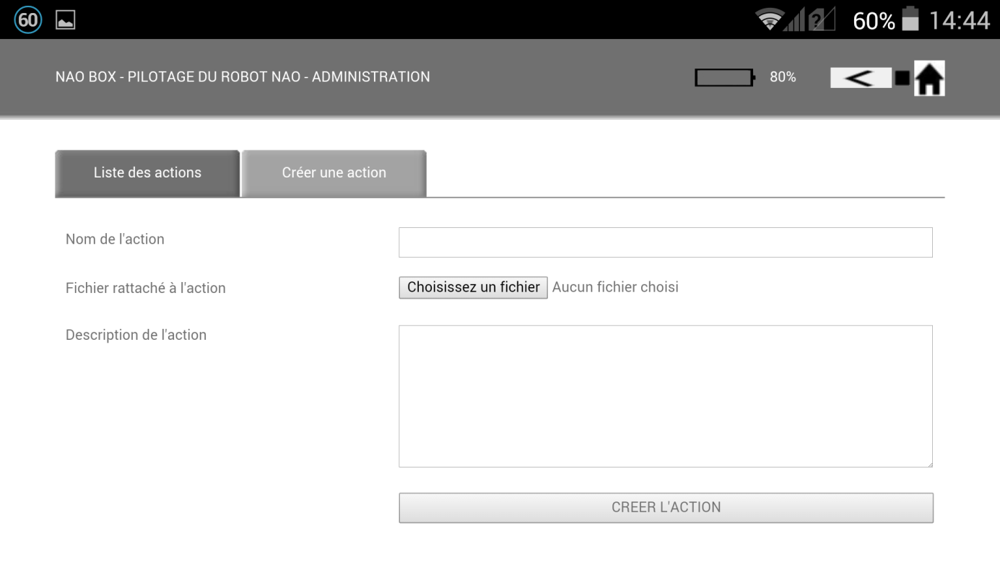 60 60% 14:44
NAO BOX - PILOTAGE DU ROBOT NAO - ADMINISTRATION 80% <
Liste des actions Créer une action
Nom de l'action
Fichier rattaché à l'action Choisissez un fichier Aucun fichier choisi
Description de l'action
CREER L'ACTION